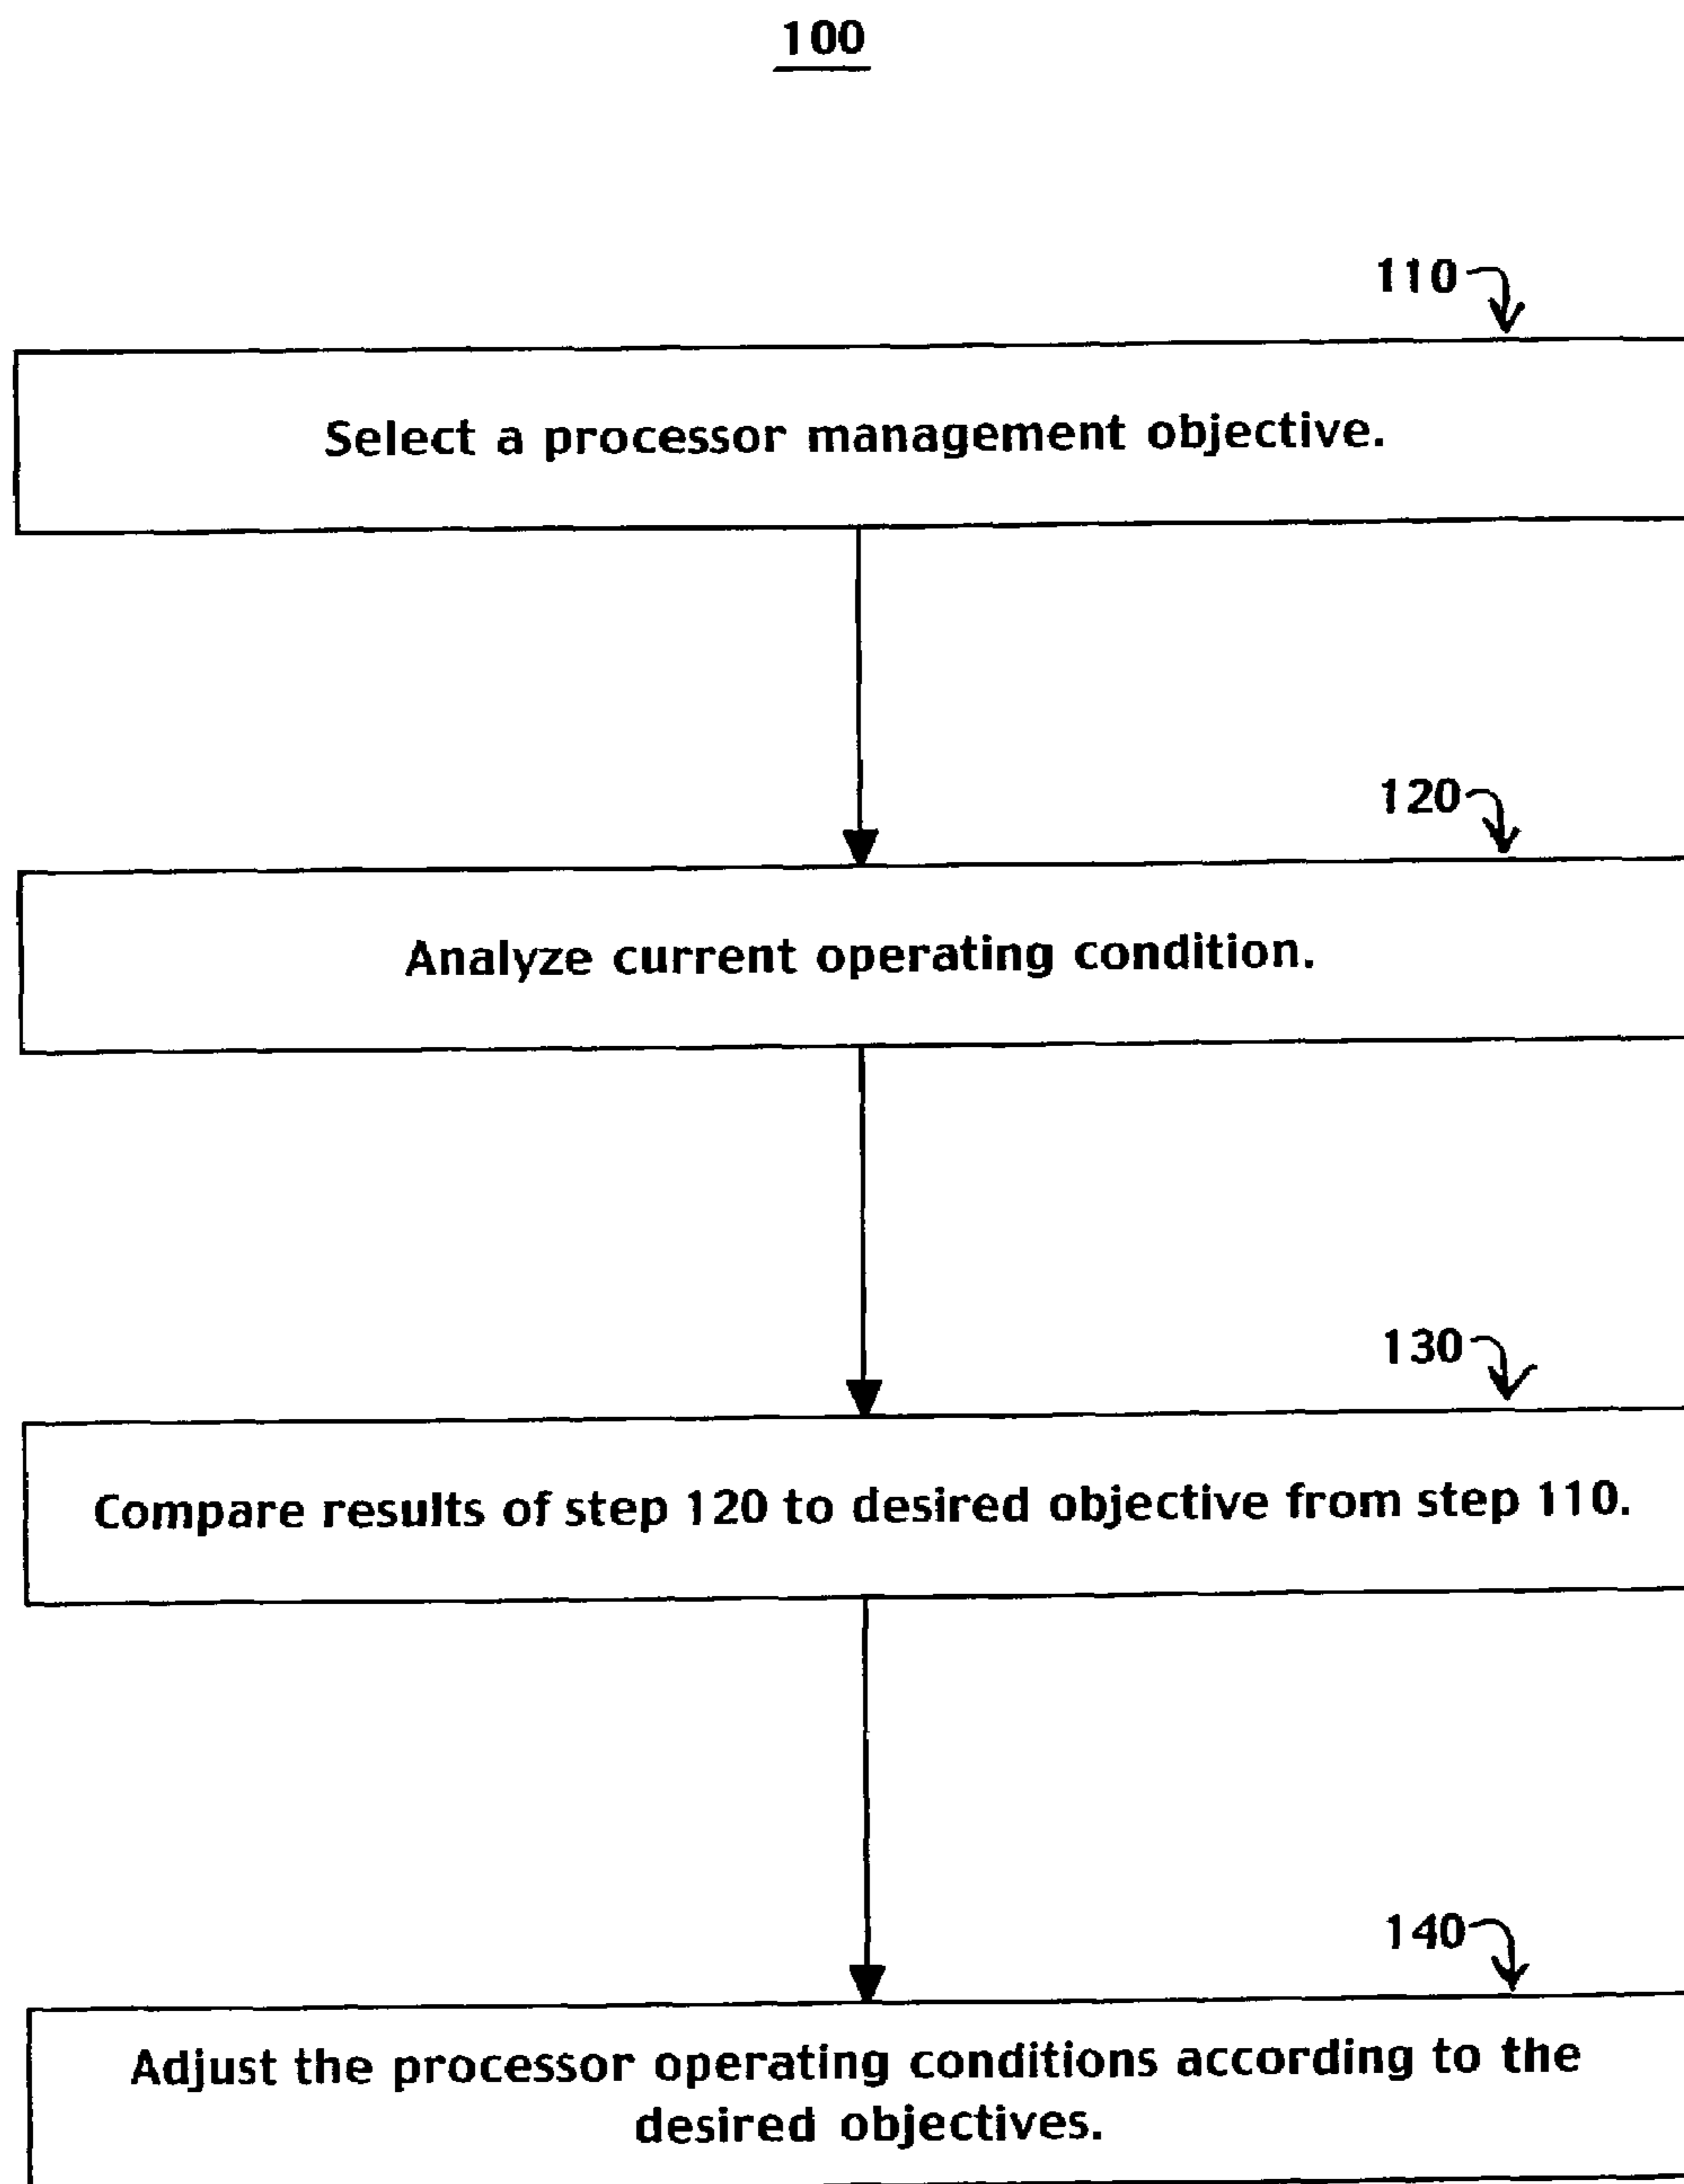 100
110
Select a processor management objective.
120
Analyze current operating condition.
130
Compare results of step 120 to desired objective from step 110.
140
Adjust the processor operating conditions according to the
desired objectives.